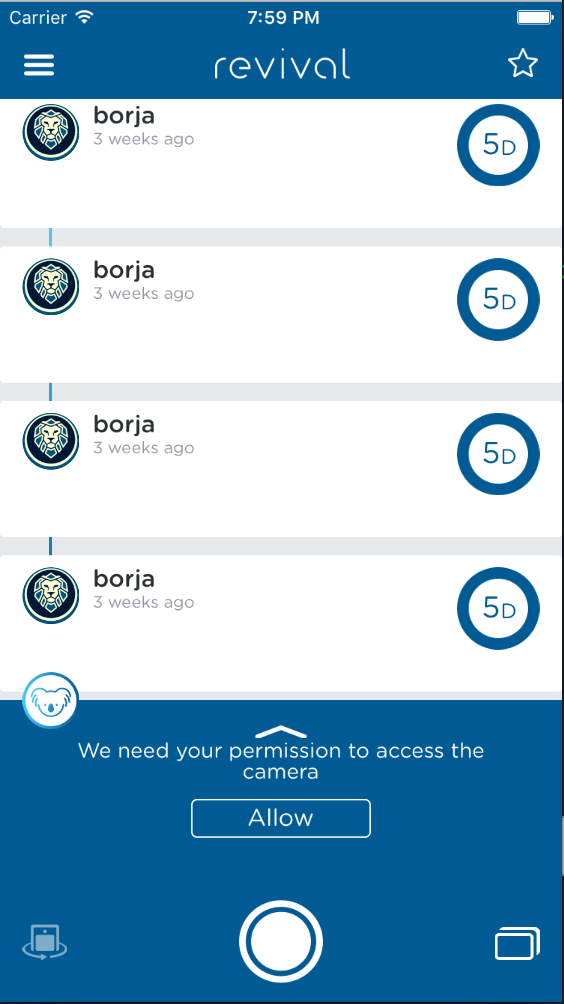 Carrier 7:59 PM
revival
borja
3 weeks ago
5D
borja
3 weeks ago
5D
borja
3 weeks ago
5D
borja
3 weeks ago
5D
We need your permission to access the
camera
Allow